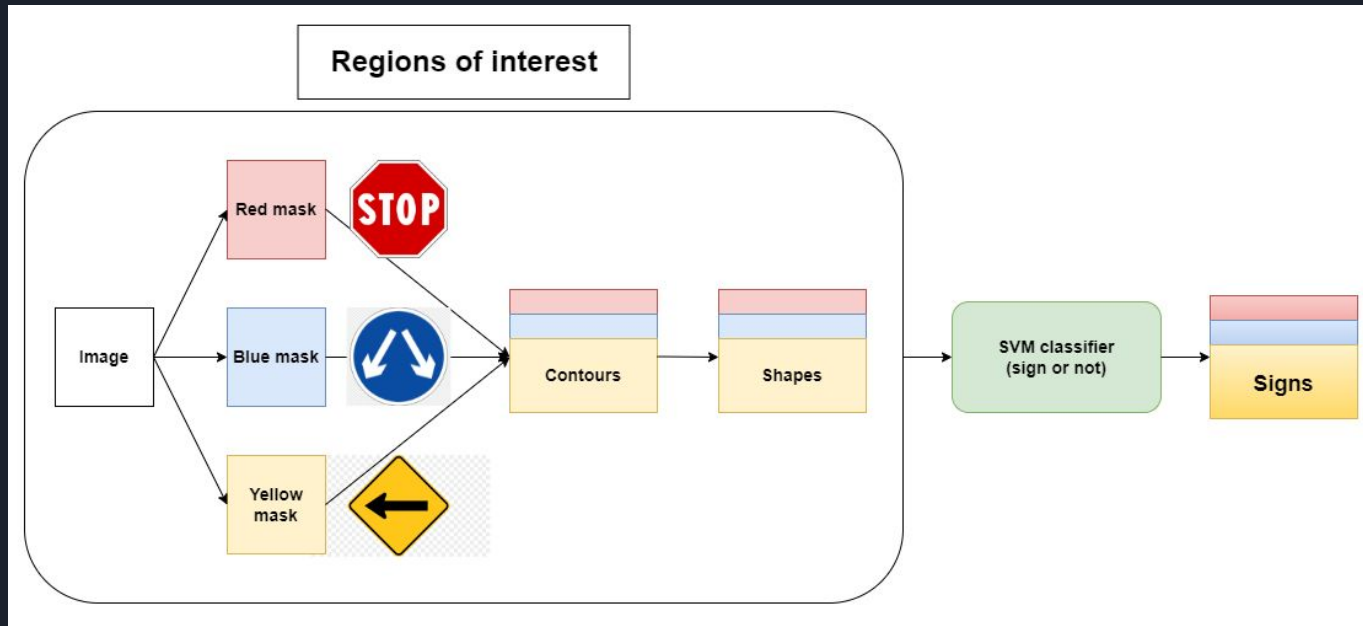 Regions of interest
Red mask
STOP
Image
Blue mask
Contours
Shapes
SVM classifier
(sign or not)
Signs
Yellow
mask